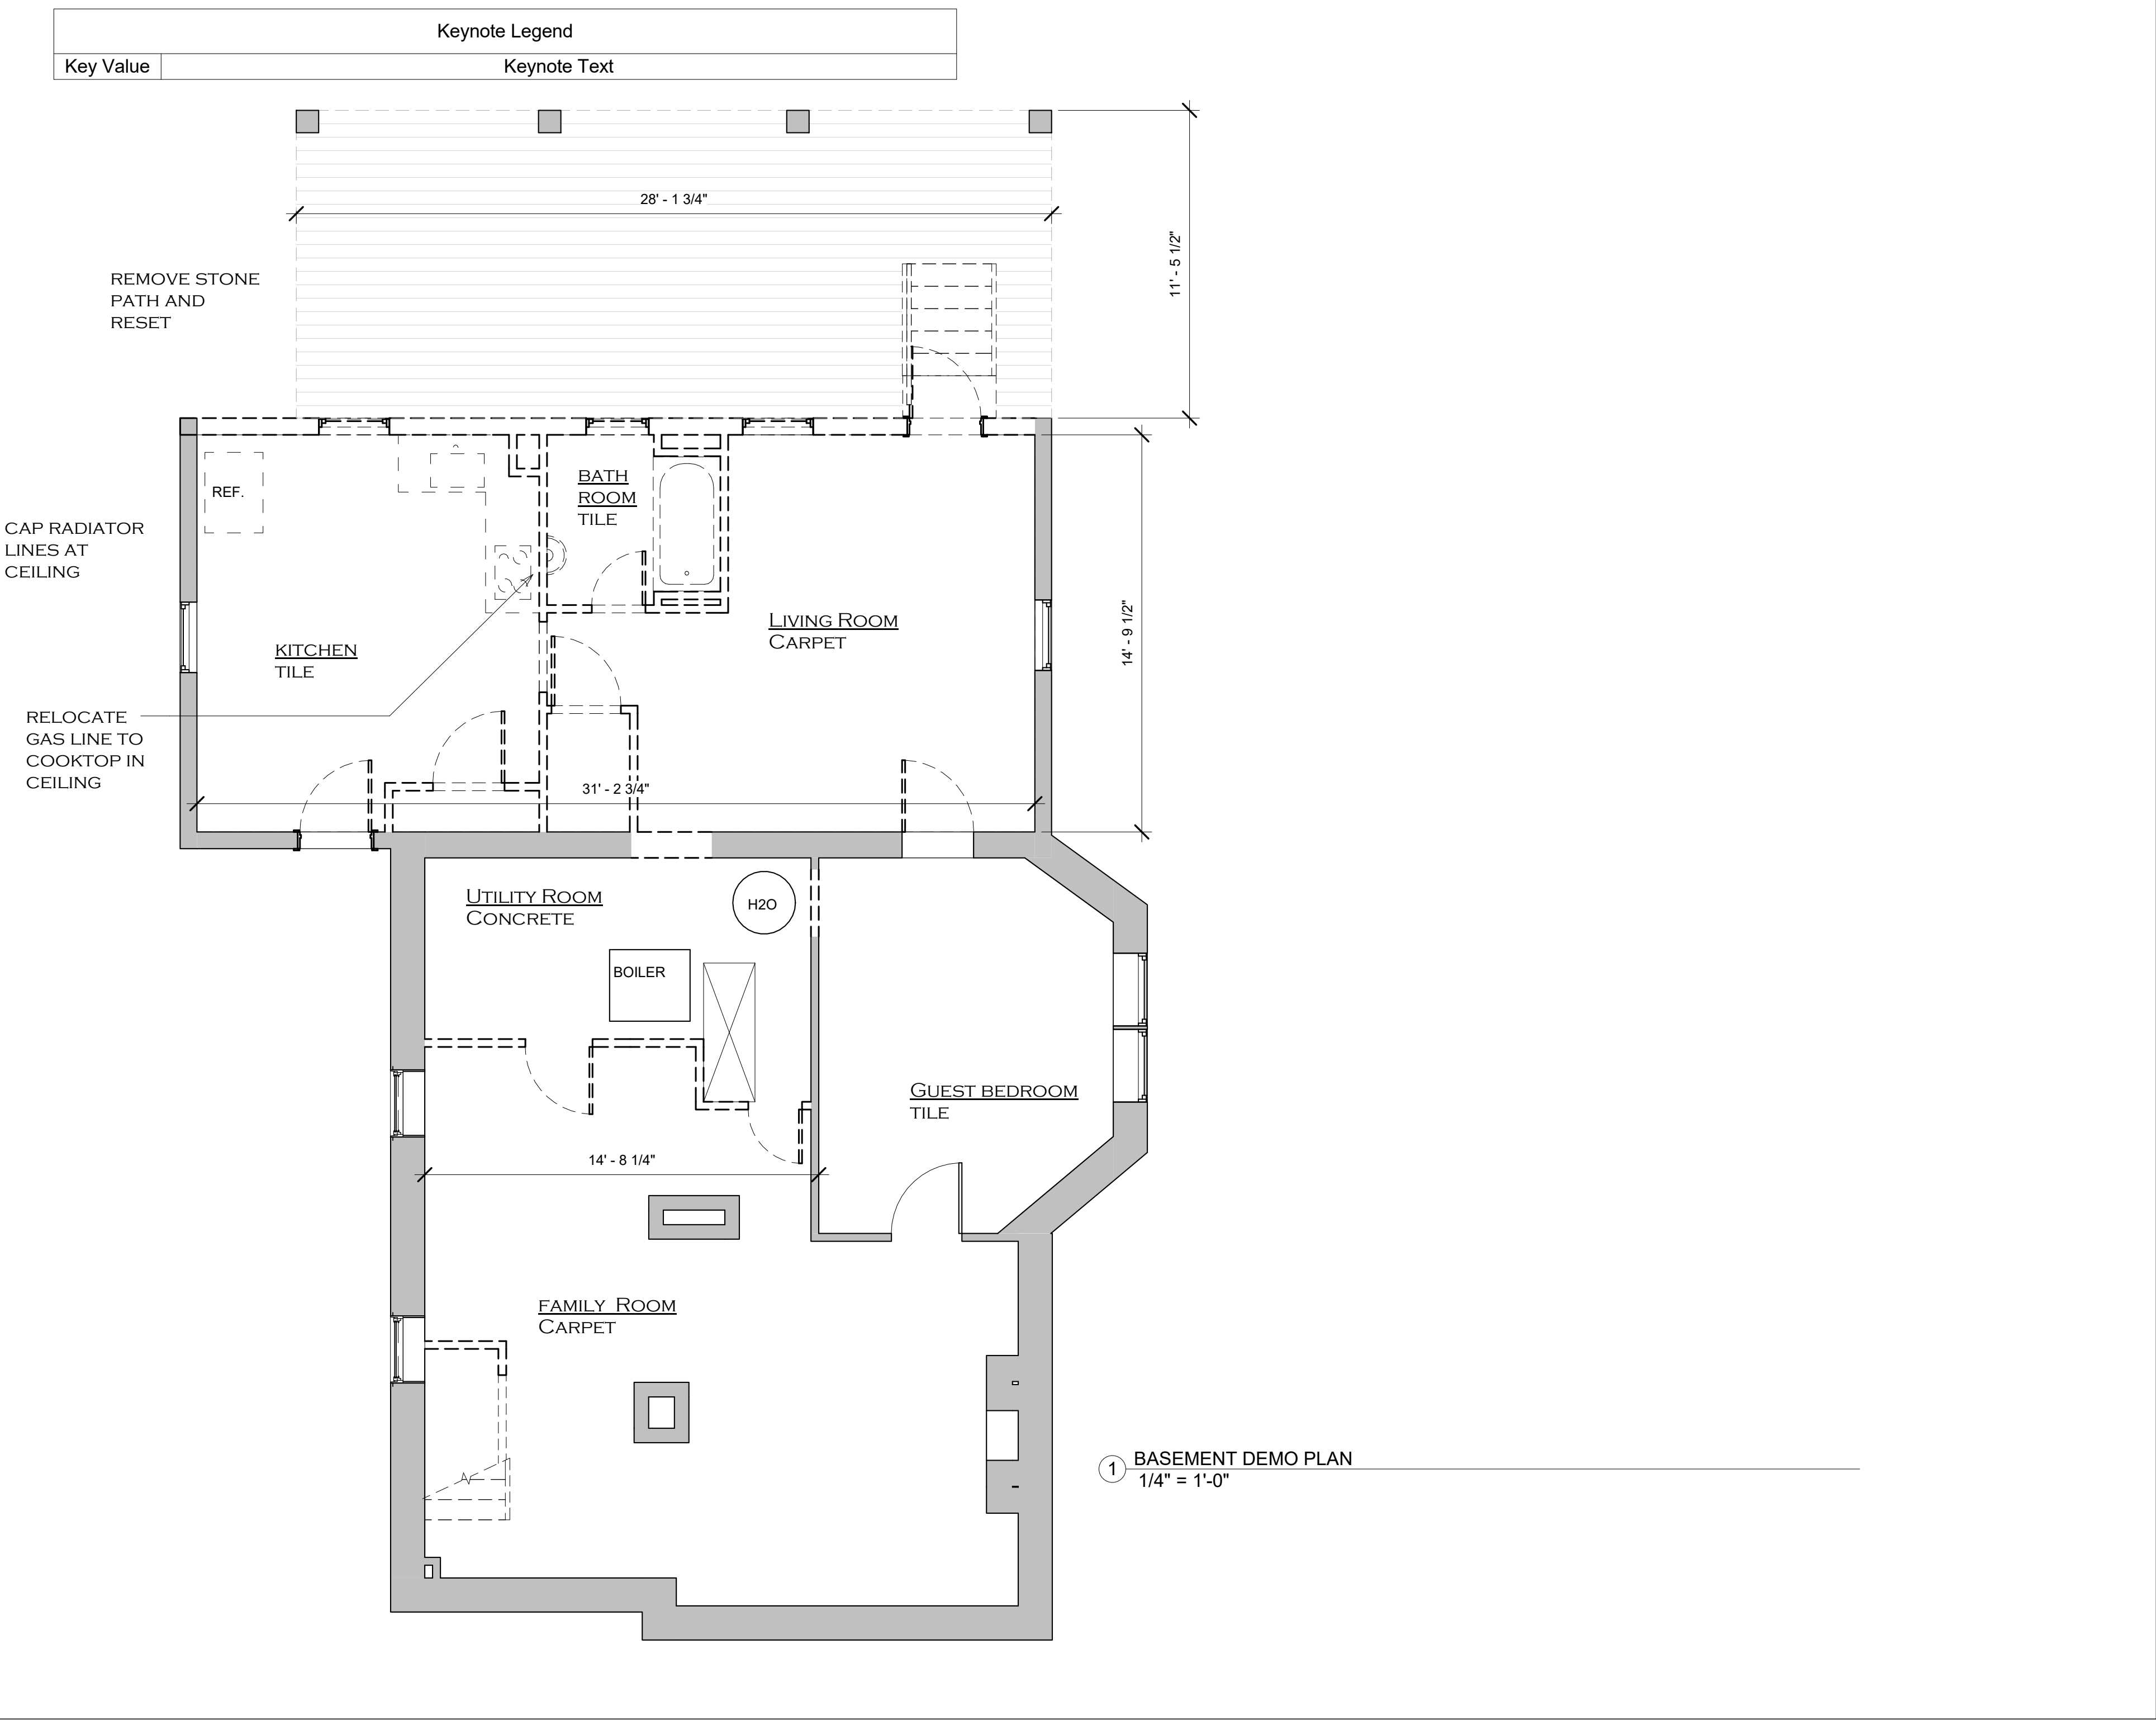 Keynote Legend
Key Value Keynote Text
28' - 1 3/4"
11' - 5 1/2"
REMOVE STONE
PATH AND
RESET
REF.
BATH
ROOM
TILE
CAP RADIATOR
LINES AT
CEILING
LIVING ROOM
CARPET
14' - 9 1/2"
KITCHEN
TILE
RELOCATE
GAS LINE TO
COOKTOP IN
CEILING
31' - 2 3/4"
UTILITY ROOM
CONCRETE
H2O
BOILER
GUEST BEDROOM
TILE
14' - 8 1/4"
FAMILY ROOM
CARPET
1 BASEMENT DEMO PLAN
1/4" = 1'-0"